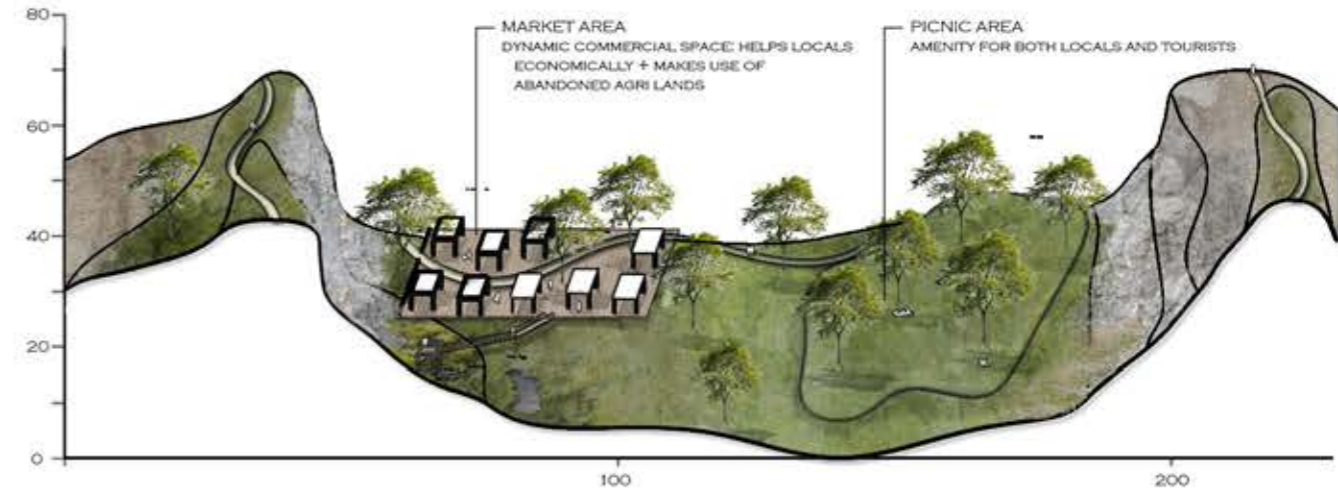 80
MARKET AREA
DYNAMIC COMMERCIAL SPACE: HELPS LOCALS
ECONOMICALLY + MAKES USE OF
ABANDONED AGRI LANDS
PICNIC AREA
AMENITY FOR BOTH LOCALS AND TOURISTS
60
40
20
0
100
200